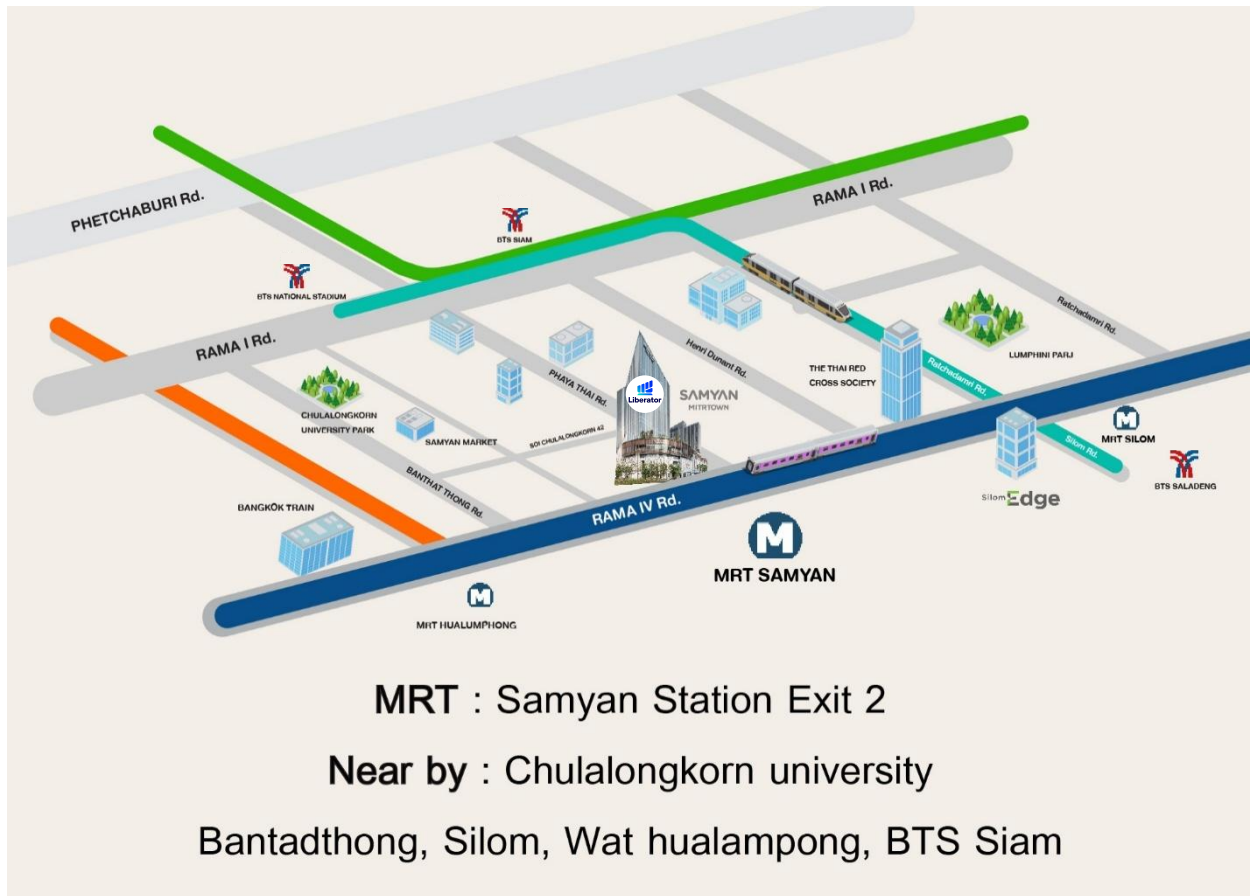 PHETCHABURI Rd.
RAMA I Rd.
BTS SIAM
BTS NATIONAL STADIUM
RAMA I Rd.
Ratchadamri Rd.
LUMPHINI PARJ
Henri Dunant Rd.
THE THAI RED
CROSS SOCIETY
Ratchadamri Rd.
PHAYA THAI Rd.
Liberator
SAMYAN
MITRTOWN
CHULALONGKORN
UNIVERSITY PARK
SAMYAN MARKET
SOI CHULALONGKORN 42
MRT SILOM
Silom Rd.
BTS SALADENG
BANTHAT THONG Rd.
Silom Edge
BANGKOK TRAIN
RAMA IV Rd.
M
MRT SAMYAN
M
MRT HUALUMPHONG
M
MRT : Samyan Station Exit 2
Near by : Chulalongkorn university
Bantadthong, Silom, Wat hualampong, BTS Siam